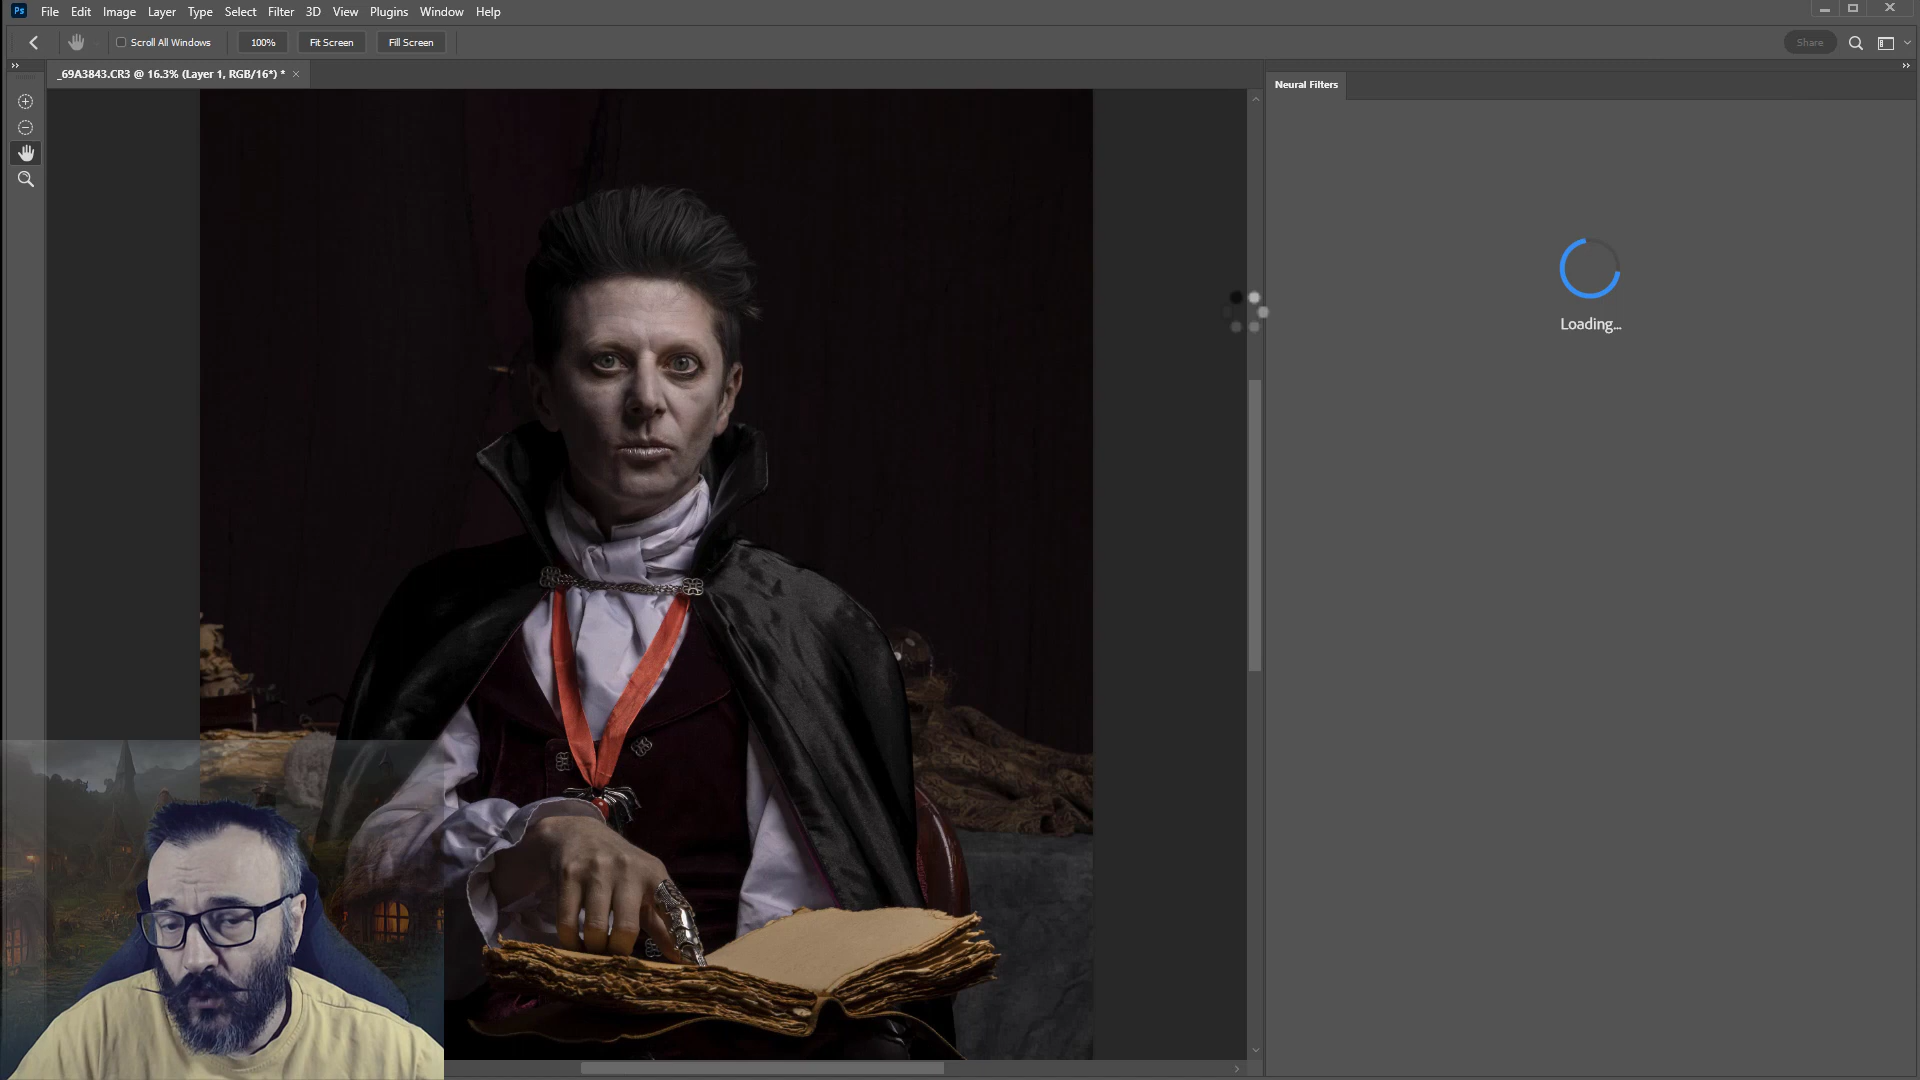 Ps File Edit Image Layer Type Select Filter 3D View Plugins Window Help
Scroll All Windows 100% Fit Screen Fill Screen Share
_69A3843.CR3 @ 16.3% (Layer 1, RGB/16*) * ×
Neural Filters
Loading...